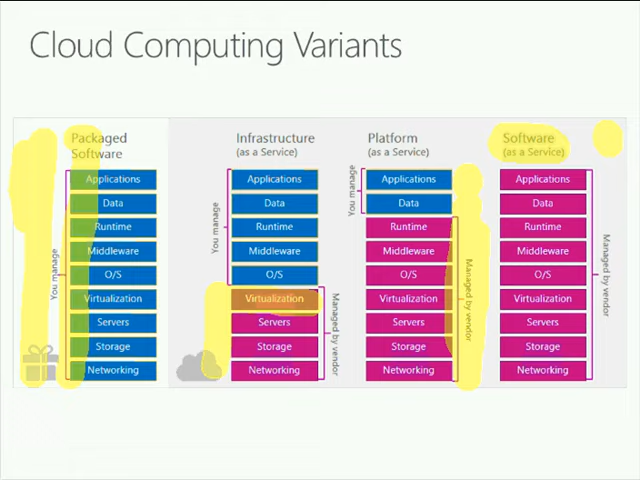 Cloud Computing Variants
Packaged
Software
You manage
Applications
Data
Runtime
Middleware
O/S
Virtualization
Servers
Storage
Networking
Infrastructure
(as a Service)
You manage
Applications
Data
Runtime
Middleware
O/S
Virtualization
Servers
Storage
Networking
Managed by vendor
Platform
(as a Service)
You manage
Applications
Data
Runtime
Middleware
O/S
Virtualization
Servers
Storage
Networking
Managed by vendor
Software
(as a Service)
Applications
Data
Runtime
Middleware
O/S
Virtualization
Servers
Storage
Networking
Managed by vendor